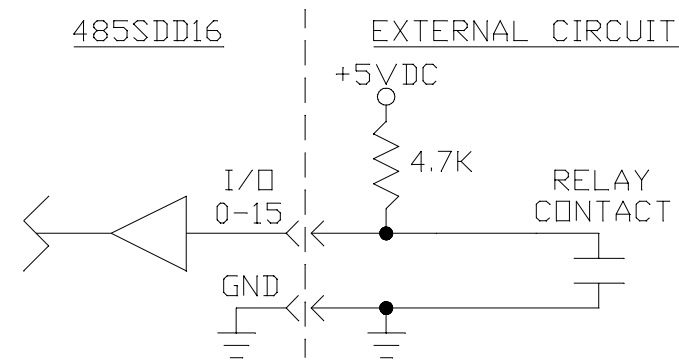 485SDD16
EXTERNAL CIRCUIT
+5VDC
4.7K
I/O
0-15
RELAY
CONTACT
GND